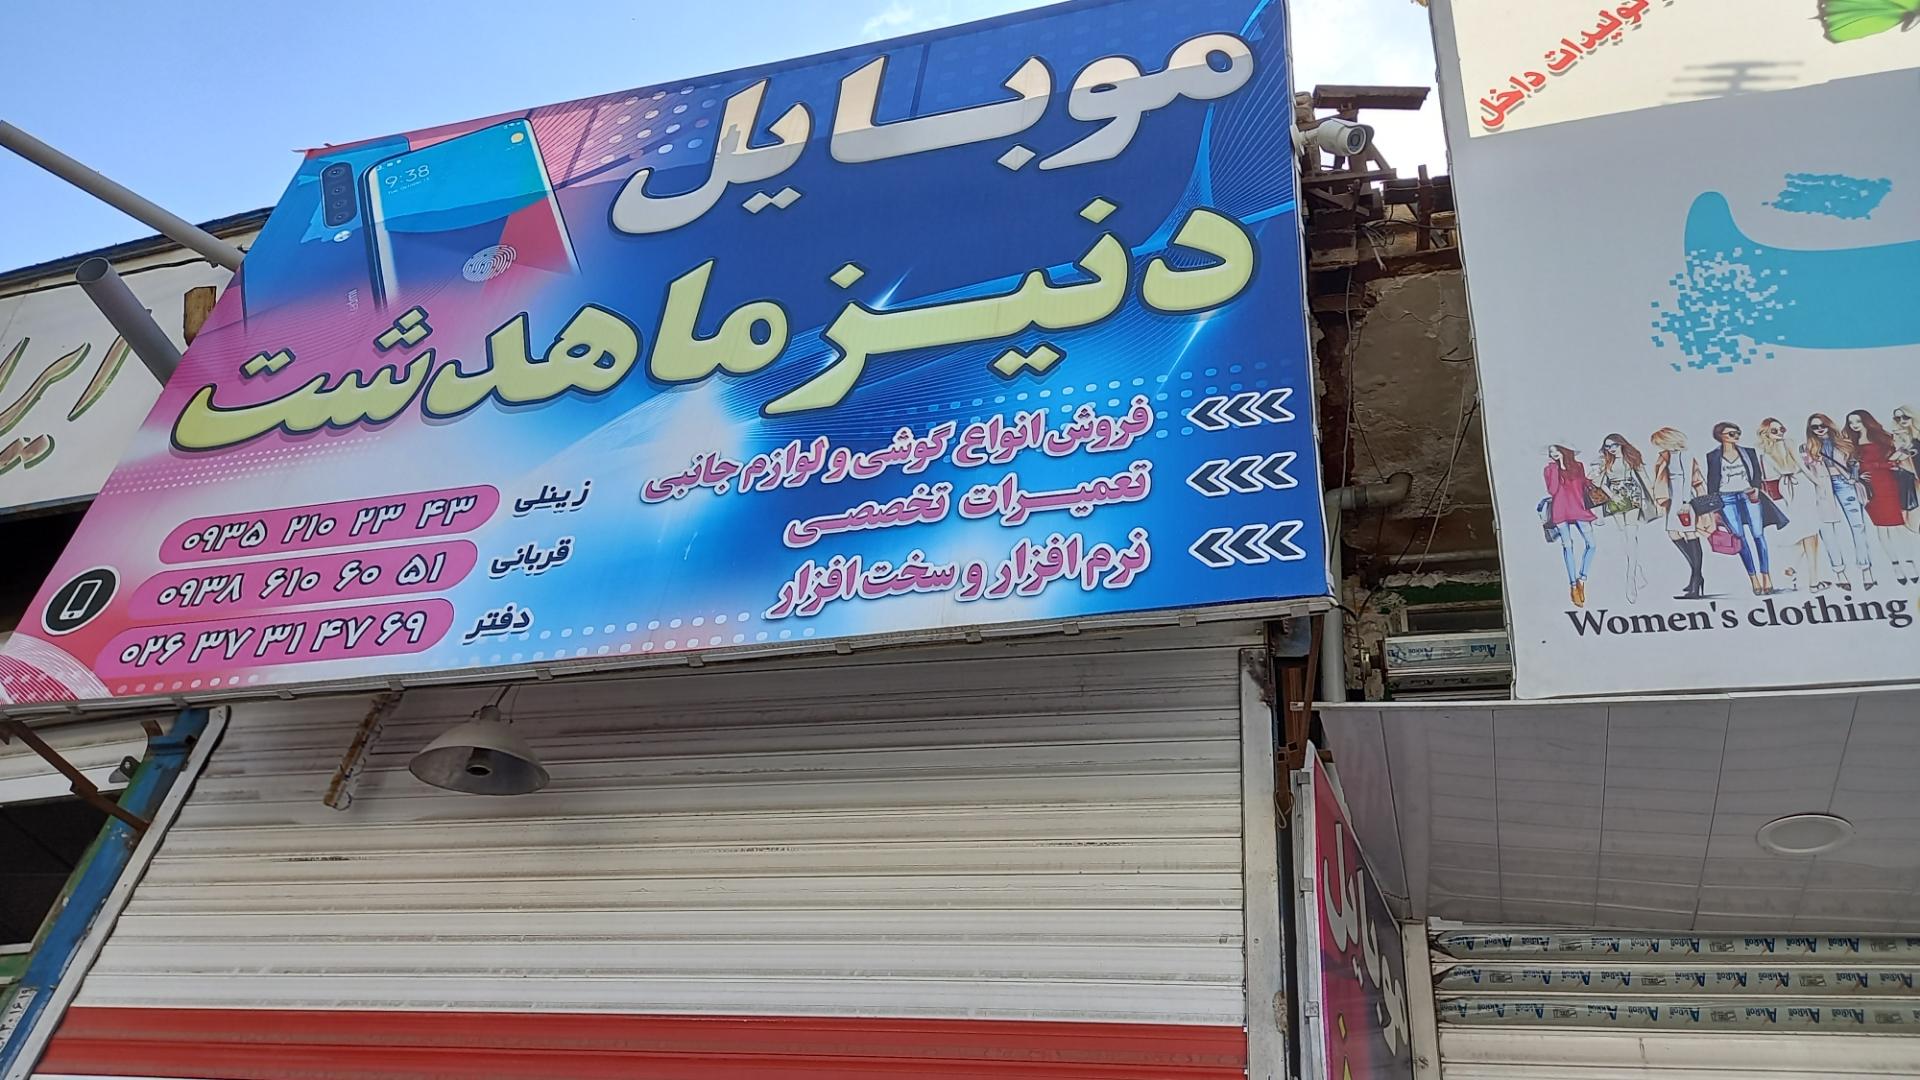 موبایل
دنیز ماهدشت
فروش انواع گوشی و لوازم جانبی
تعمیرات تخصصی
نرم افزار و سخت افزار
زینلی ۰۹۳۵ ۲۱۰ ۲۳ ۴۳
قربانی ۰۹۳۸ ۶۱۰ ۶۰ ۵۱
دفتر ۰۲۶ ۳۷ ۳۱ ۴۷ ۶۹
9:38
تولیدات داخل
Women's clothing
موبایل